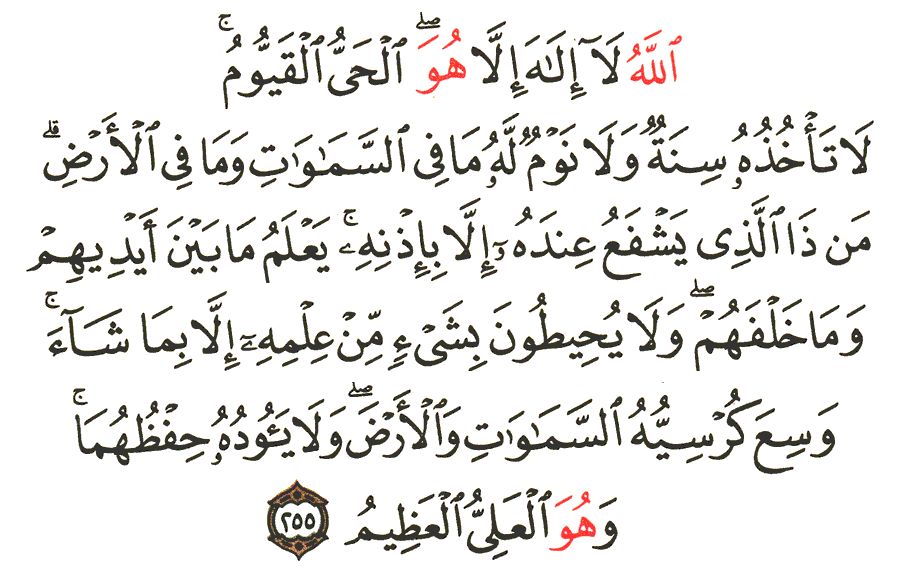 ٱللَّهُ لَآ إِلَـٰهَ إِلَّا هُوَ ۖ ٱلْحَىُّ ٱلْقَيُّومُ ۚ
لَا تَأْخُذُهُۥ سِنَةٌ وَلَا نَوْمٌ ۚ لَّهُۥ مَا فِى ٱلسَّمَـٰوَٰتِ وَمَا فِى ٱلْأَرْضِ ۗ
مَن ذَا ٱلَّذِى يَشْفَعُ عِندَهُۥٓ إِلَّا بِإِذْنِهِۦ ۚ يَعْلَمُ مَا بَيْنَ أَيْدِيهِمْ
وَمَا خَلْفَهُمْ ۖ وَلَا يُحِيطُونَ بِشَىْءٍ مِّنْ عِلْمِهِۦٓ إِلَّا بِمَا شَآءَ ۚ
وَسِعَ كُرْسِيُّهُ ٱلسَّمَـٰوَٰتِ وَٱلْأَرْضَ ۖ وَلَا يَـُٔودُهُۥ حِفْظُهُمَا ۚ
وَهُوَ ٱلْعَلِىُّ ٱلْعَظِيمُ ٢٥٥